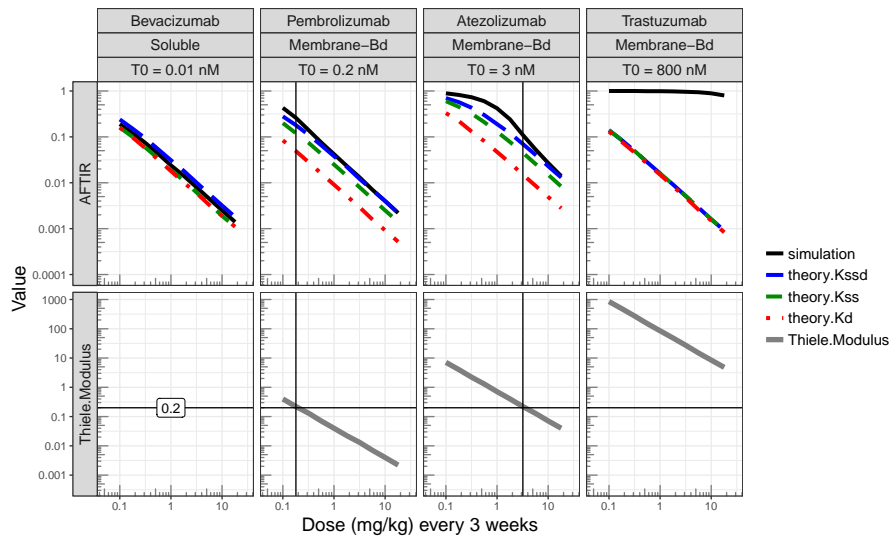 Bevacizumab Pembrolizumab Atezolizumab Trastuzumab
Soluble Membrane−Bd Membrane−Bd Membrane−Bd
T0 = 0.01 nM T0 = 0.2 nM T0 = 3 nM T0 = 800 nM
AFTIR
1
0.1
0.01
0.001
0.0001
Value
simulation
theory.Kssd
theory.Kss
theory.Kd
Thiele.Modulus
Thiele.Modulus
1000
100
10
1
0.1
0.01
0.001
0.2
0.1 1 10 0.1 1 10 0.1 1 10 0.1 1 10
Dose (mg/kg) every 3 weeks